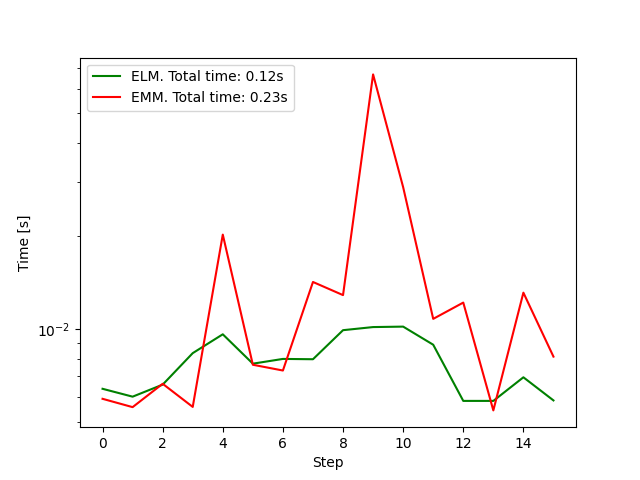 ELM. Total time: 0.12s
EMM. Total time: 0.23s
Time [s]
10⁻²
0 2 4 6 8 10 12 14
Step